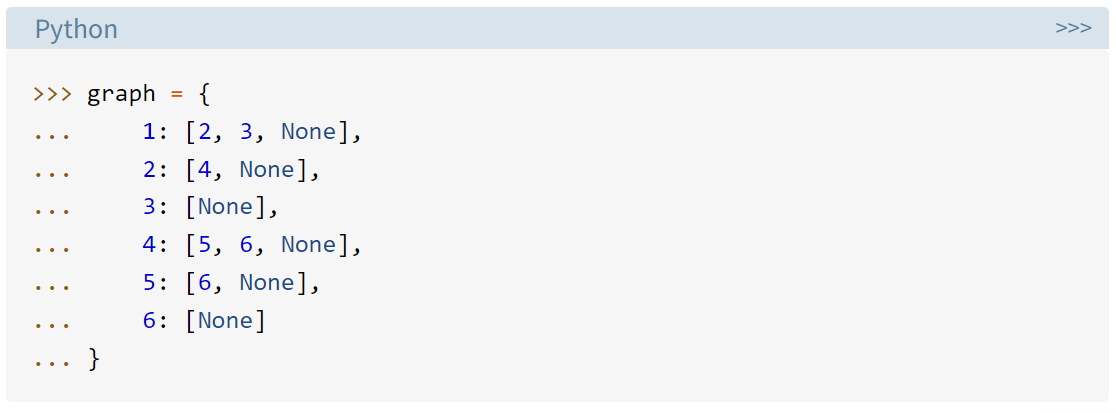 Python >>>
>>> graph = {
...     1: [2, 3, None],
...     2: [4, None],
...     3: [None],
...     4: [5, 6, None],
...     5: [6, None],
...     6: [None]
... }